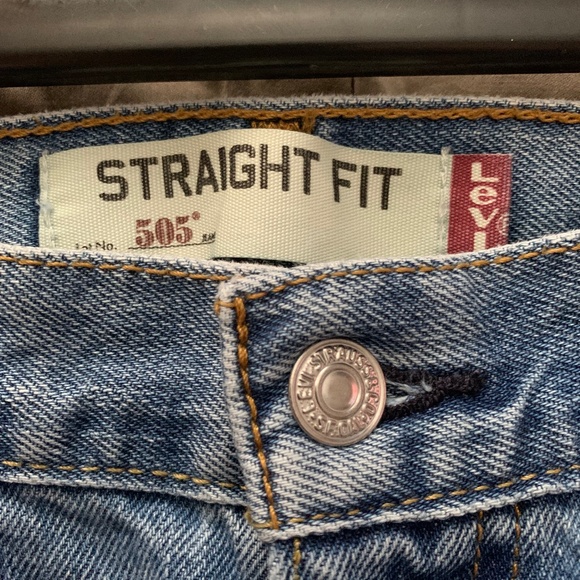 STRAIGHT FIT
Levi
Lot No. 505®
LEVI STRAUSS & CO